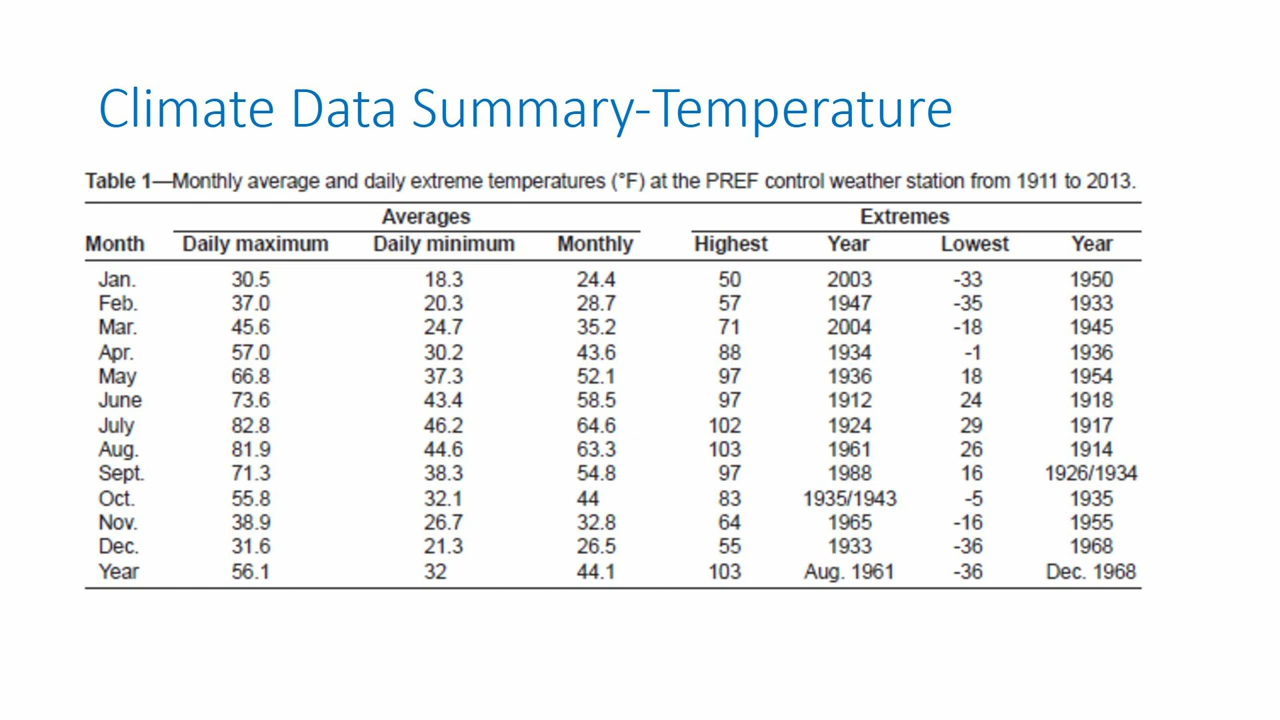 Climate Data Summary-Temperature
Table 1—Monthly average and daily extreme temperatures (°F) at the PREF control weather station from 1911 to 2013.
Averages Extremes
Month Daily maximum Daily minimum Monthly Highest Year Lowest Year
Jan. 30.5 18.3 24.4 50 2003 -33 1950
Feb. 37.0 20.3 28.7 57 1947 -35 1933
Mar. 45.6 24.7 35.2 71 2004 -18 1945
Apr. 57.0 30.2 43.6 88 1934 -1 1936
May 66.8 37.3 52.1 97 1936 18 1954
June 73.6 43.4 58.5 97 1912 24 1918
July 82.8 46.2 64.6 102 1924 29 1917
Aug. 81.9 44.6 63.3 103 1961 26 1914
Sept. 71.3 38.3 54.8 97 1988 16 1926/1934
Oct. 55.8 32.1 44 83 1935/1943 -5 1935
Nov. 38.9 26.7 32.8 64 1965 -16 1955
Dec. 31.6 21.3 26.5 55 1933 -36 1968
Year 56.1 32 44.1 103 Aug. 1961 -36 Dec. 1968